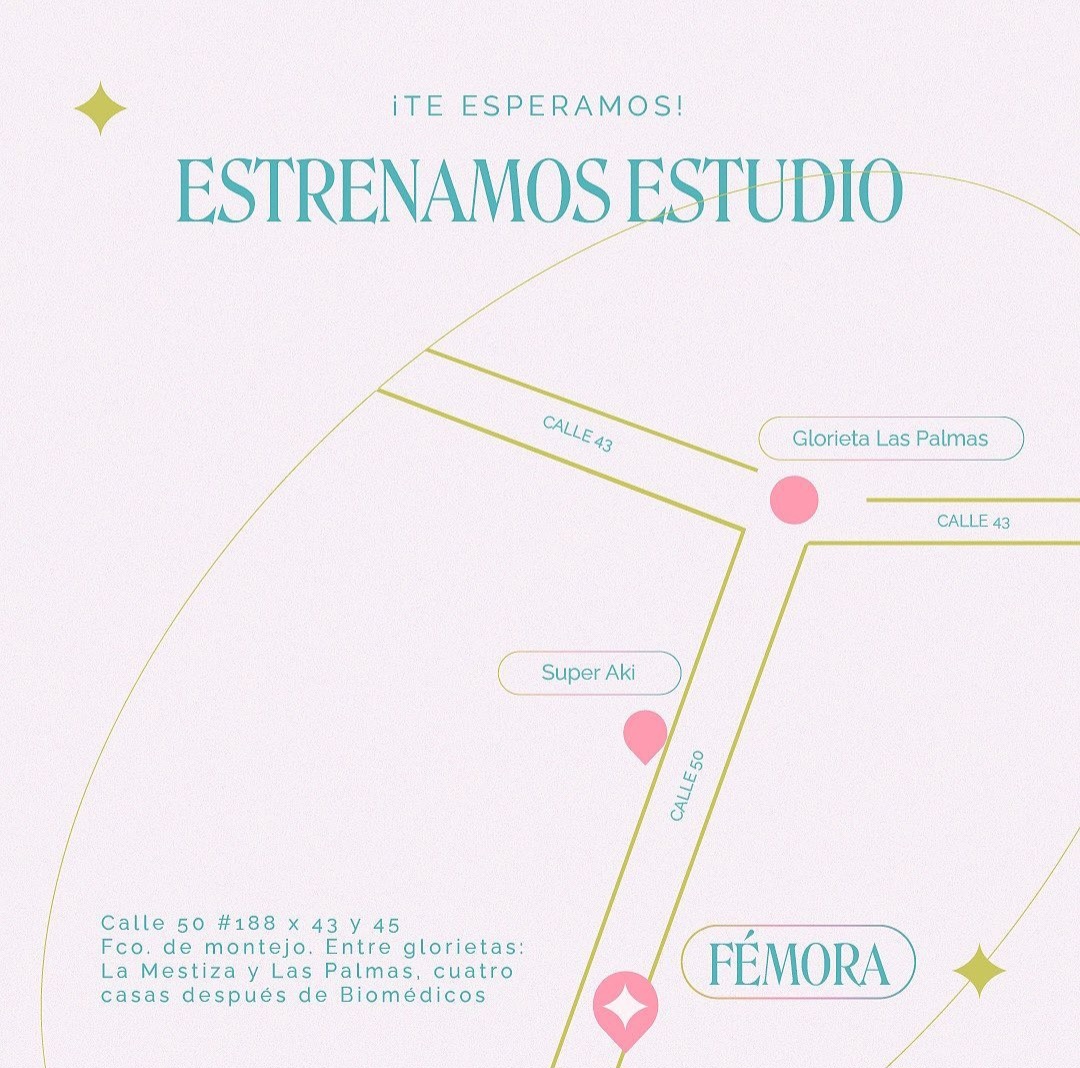 ¡TE ESPERAMOS!
ESTRENAMOS ESTUDIO
CALLE 43
Glorieta Las Palmas
CALLE 43
Super Aki
CALLE 50
Calle 50 #188 x 43 y 45
Fco. de montejo. Entre glorietas:
La Mestiza y Las Palmas, cuatro
casas después de Biomédicos
FÉMORA